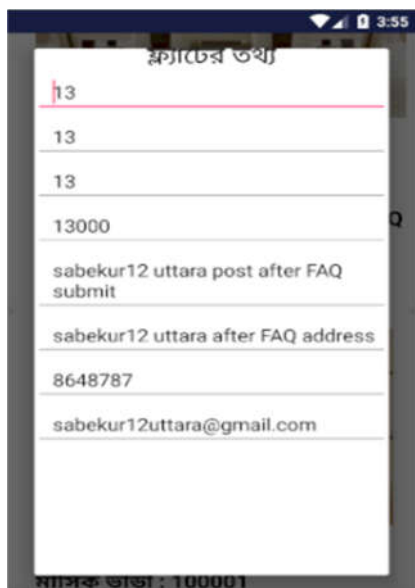 3:55
ফ্ল্যাটের তথ্য
13
13
13
13000
Q
sabekur12 uttara post after FAQ
submit
sabekur12 uttara after FAQ address
8648787
sabekur12uttara@gmail.com
মাসিক ভাড়া : 100001